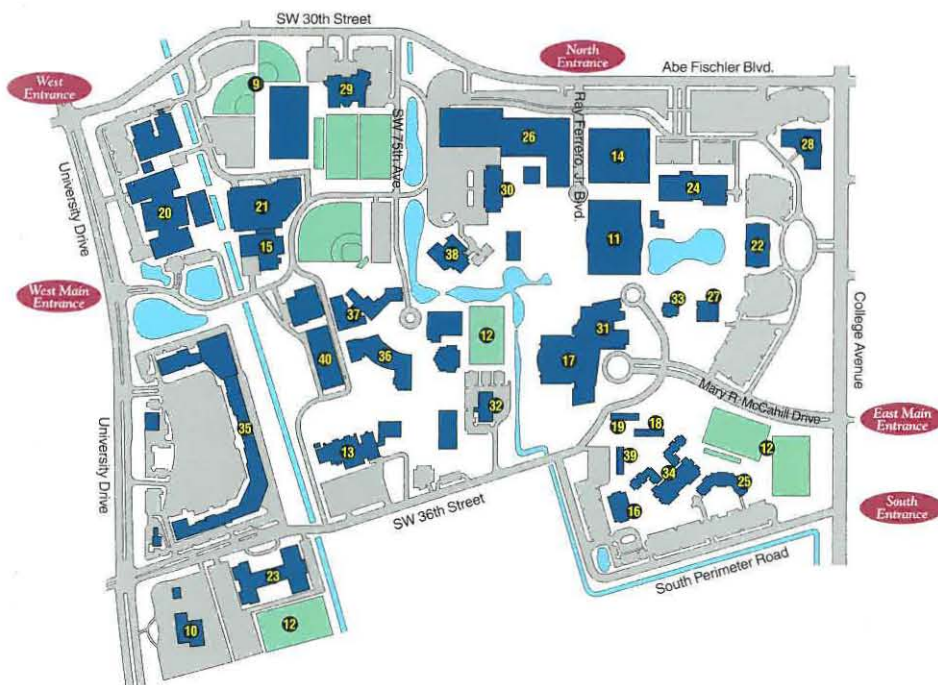 SW 30th Street
North
Entrance
Abe Fischler Blvd.
West
Entrance
9
29
SW 75th Ave.
26
Ray Ferrero, Jr. Blvd.
14
28
30
24
University Drive
20
21
15
11
22
38
West Main
Entrance
37
33
27
31
College Avenue
12
40
36
17
32
Mary R. McCahill Drive
East Main
Entrance
University Drive
35
19
18
12
13
39
34
25
16
South
Entrance
SW 36th Street
South Perimeter Road
23
10
12